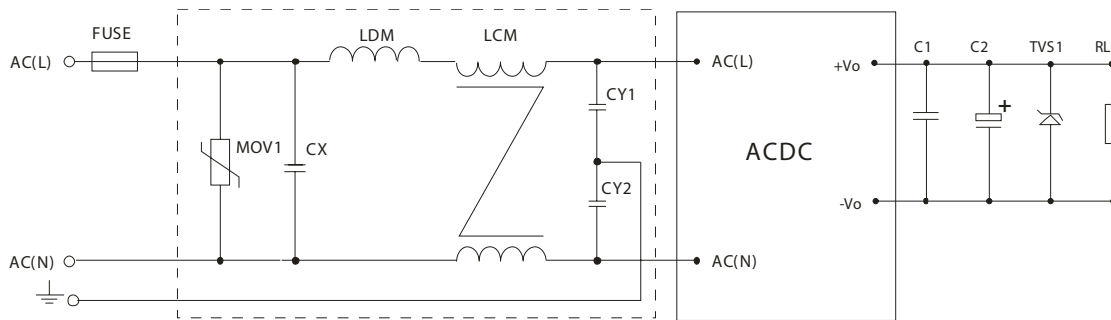 FUSE
LDM
LCM
C1
C2
TVS1
RL
AC(L)
AC(L)
+Vo
CY1
+
MOV1
CX
ACDC
CY2
-Vo
AC(N)
AC(N)